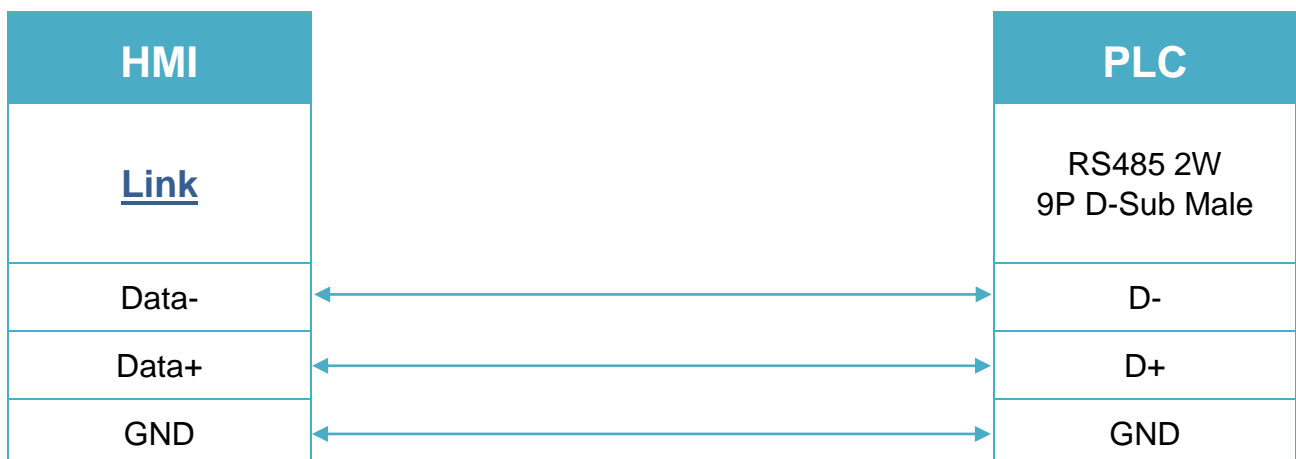 HMI
PLC
Link
RS485 2W
9P D-Sub Male
Data-
D-
Data+
D+
GND
GND